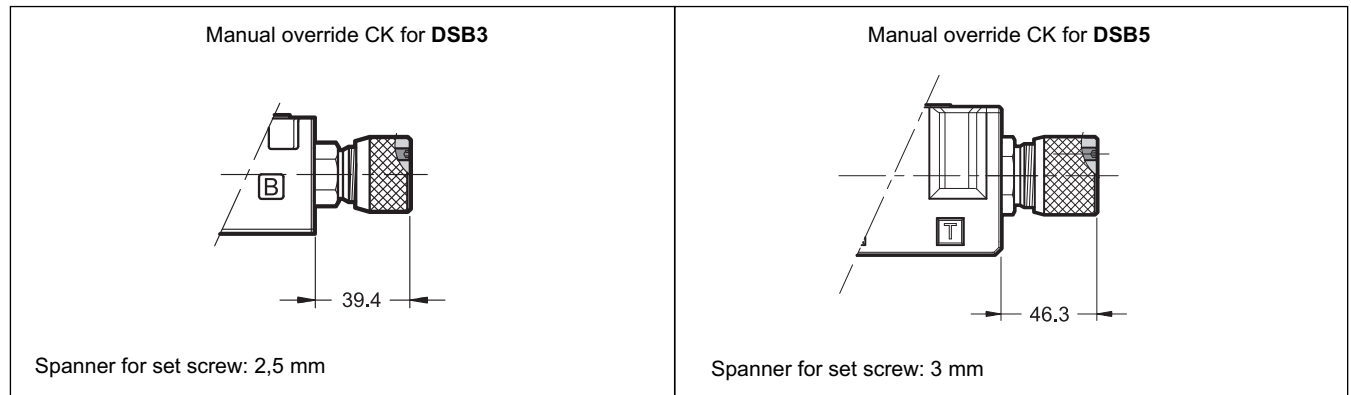 Manual override CK for DSB3
B
39.4
Spanner for set screw: 2,5 mm
Manual override CK for DSB5
T
46.3
Spanner for set screw: 3 mm